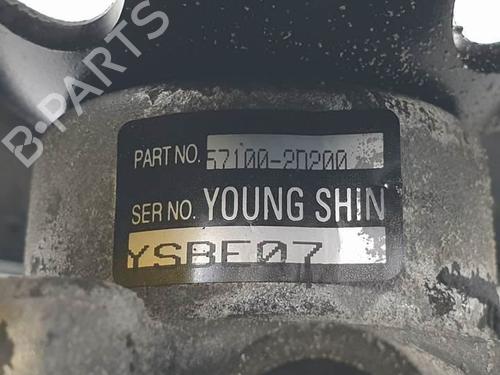 B-PARTS
PART NO. 57100-2D200
SER NO. YOUNG SHIN
YSBE07